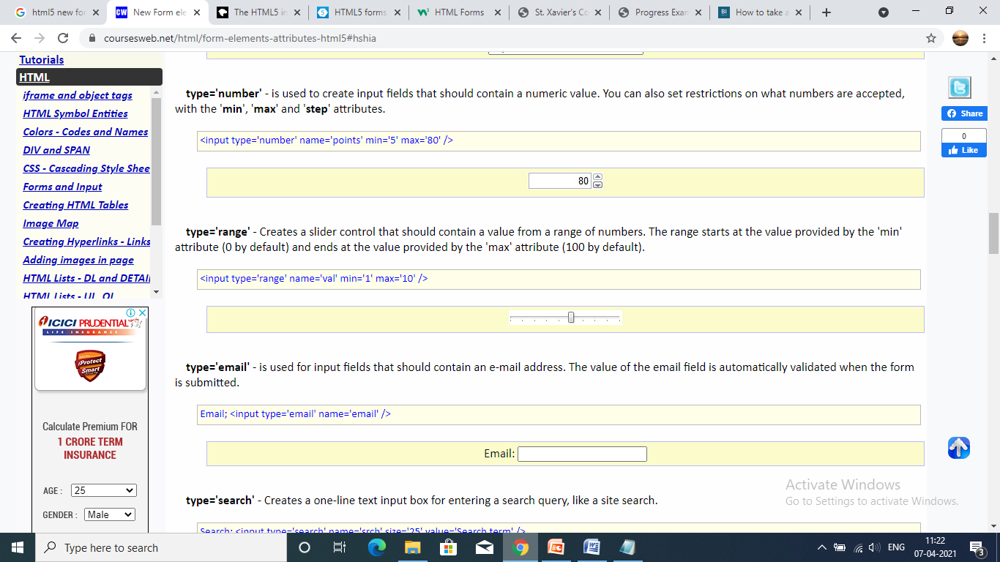 html5 new for
New Form ele
The HTML5 in
HTML5 forms
HTML Forms
St. Xavier's Co
Progress Exan
How to take a
coursesweb.net/html/form-elements-attributes-html5#hshia
Tutorials
HTML
iframe and object tags
HTML Symbol Entities
Colors - Codes and Names
DIV and SPAN
CSS - Cascading Style Shee
Forms and Input
Creating HTML Tables
Image Map
Creating Hyperlinks - Links
Adding images in page
HTML Lists - DL and DETAI
HTML Lists - UL, OL
ICICI PRUDENTIAL
LIFE INSURANCE
iProtect
Smart
Calculate Premium FOR
1 CRORE TERM
INSURANCE
AGE : 25
GENDER : Male
type='number' - is used to create input fields that should contain a numeric value. You can also set restrictions on what numbers are accepted,
with the 'min', 'max' and 'step' attributes.
<input type='number' name='points' min='5' max='80' />
80
type='range' - Creates a slider control that should contain a value from a range of numbers. The range starts at the value provided by the 'min'
attribute (0 by default) and ends at the value provided by the 'max' attribute (100 by default).
<input type='range' name='val' min='1' max='10' />
type='email' - is used for input fields that should contain an e-mail address. The value of the email field is automatically validated when the form
is submitted.
Email; <input type='email' name='email' />
Email:
type='search' - Creates a one-line text input box for entering a search query, like a site search.
Search: <input type='search' name='srch' size='25' value='Search term' />
Share
0
Like
Activate Windows
Go to Settings to activate Windows.
Type here to search
ENG
11:22
07-04-2021
3